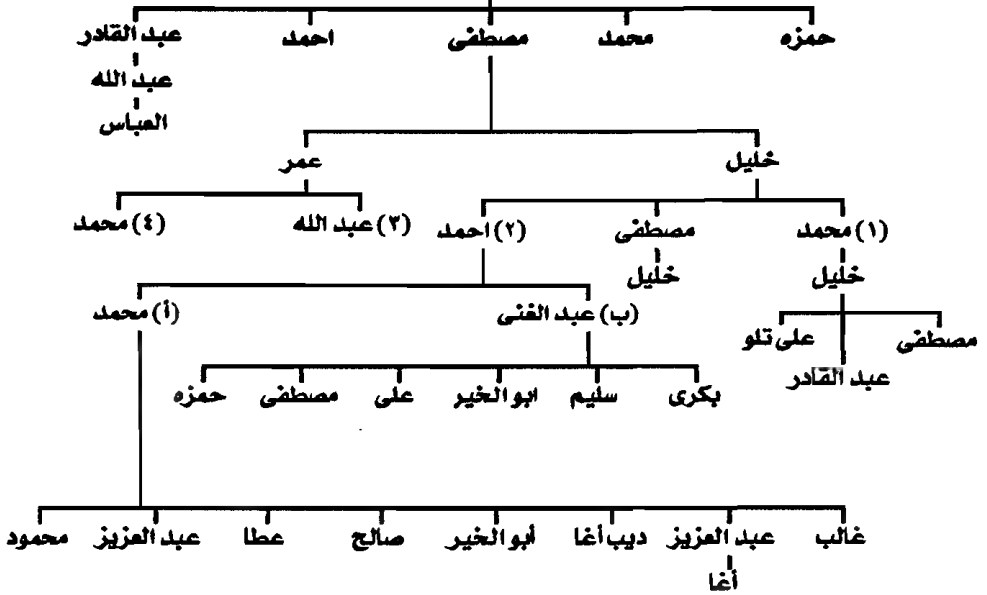 حمزه محمد مصطفى احمد عبد القادر
عبد الله
العباس
خليل عمر
(١) محمد مصطفى (٢) احمد (٣) عبد الله (٤) محمد
خليل خليل
(ب) عبد الغنى (أ) محمد
مصطفى على تللو
عبد القادر
بكرى سليم ابو الخير على مصطفى حمزه
غالب عبد العزيز ديب أغا أبو الخير صالح عطا عبد العزيز محمود
أغا